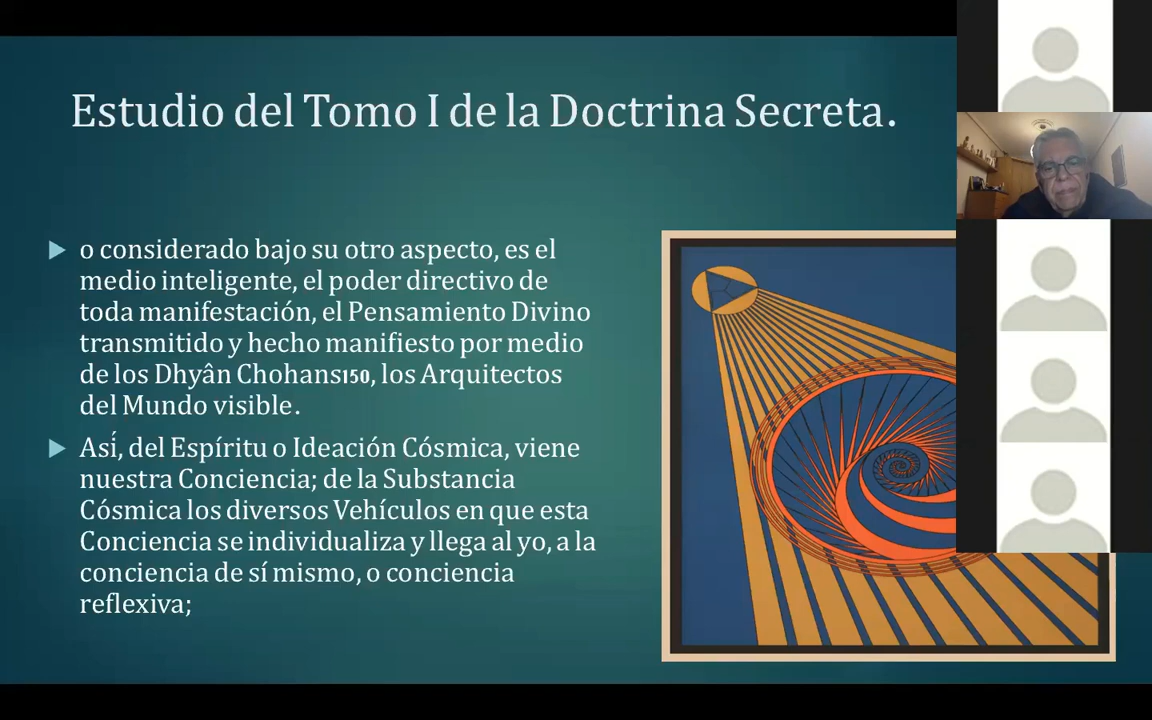 Estudio del Tomo I de la Doctrina Secreta.
o considerado bajo su otro aspecto, es el
medio inteligente, el poder directivo de
toda manifestación, el Pensamiento Divino
transmitido y hecho manifiesto por medio
de los Dhyân Chohans150, los Arquitectos
del Mundo visible.
Así, del Espíritu o Ideación Cósmica, viene
nuestra Conciencia; de la Substancia
Cósmica los diversos Vehículos en que esta
Conciencia se individualiza y llega al yo, a la
conciencia de sí mismo, o conciencia
reflexiva;